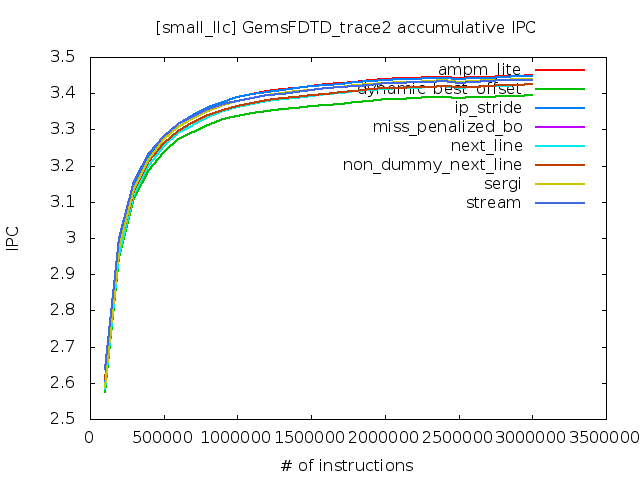 [small_llc] GemsFDTD_trace2 accumulative IPC
3.5
3.4
3.3
3.2
3.1
3
2.9
2.8
2.7
2.6
2.5
IPC
ampm_lite
dynamic_best_offset
ip_stride
miss_penalized_bo
next_line
non_dummy_next_line
sergi
stream
0 500000 1000000 1500000 2000000 2500000 3000000 3500000
# of instructions